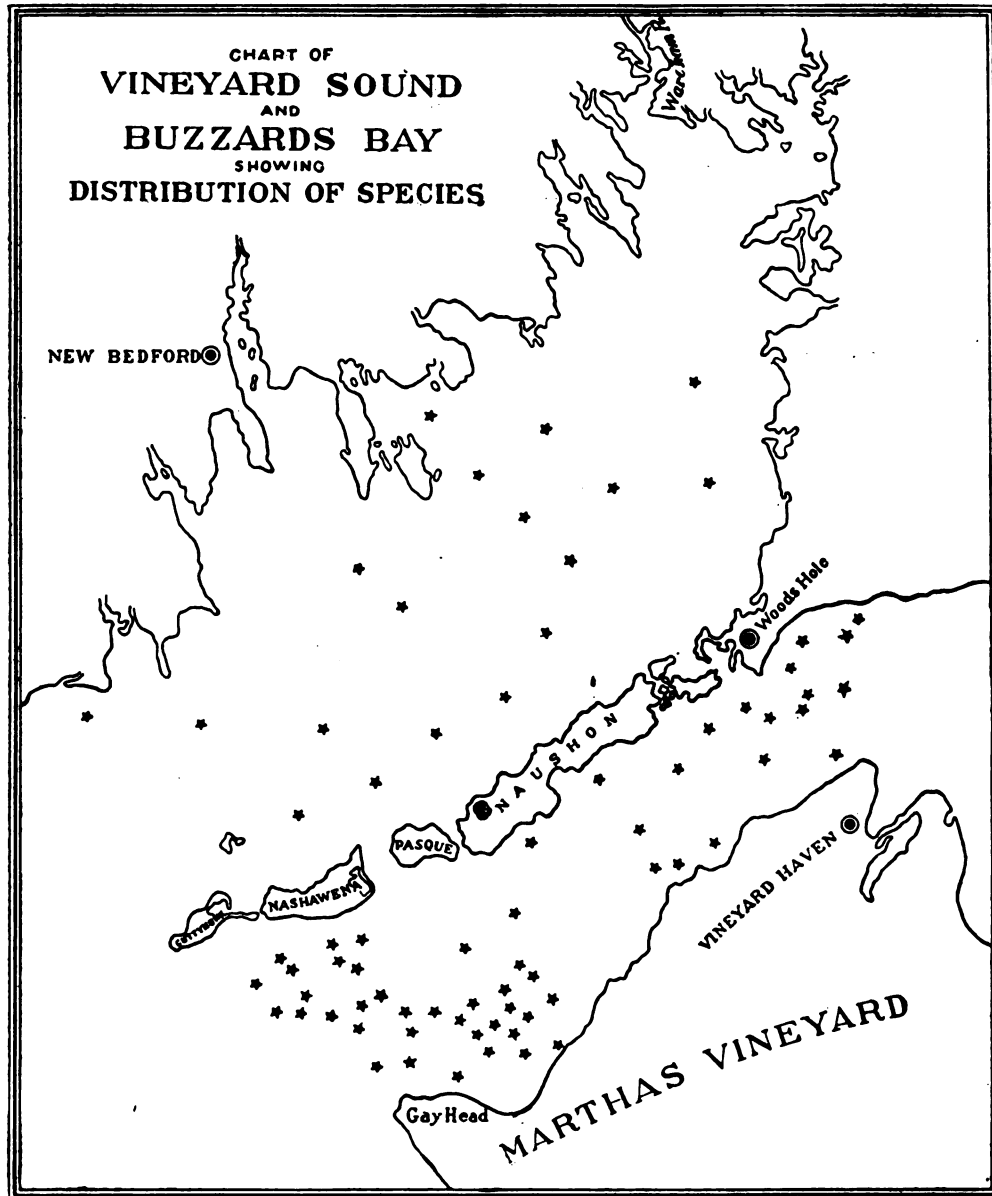 CHART OF
VINEYARD SOUND
AND
BUZZARDS BAY
SHOWING
DISTRIBUTION OF SPECIES
NEW BEDFORD
Woods Hole
NAUSHON
PASQUE
NASHAWENA
VINEYARD HAVEN
MARTHAS VINEYARD
Gay Head